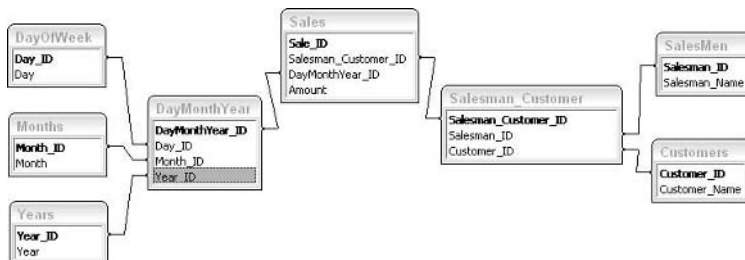 DayOfWeek
Day_ID
Day
Months
Month_ID
Month
Years
Year_ID
Year
DayMonthYear
DayMonthYear_ID
Day_ID
Month_ID
Year_ID
Sales
Sale_ID
Salesman_Customer_ID
DayMonthYear_ID
Amount
Salesman_Customer
Salesman_Customer_ID
Salesman_ID
Customer_ID
SalesMen
Salesman_ID
Salesman_Name
Customers
Customer_ID
Customer_Name